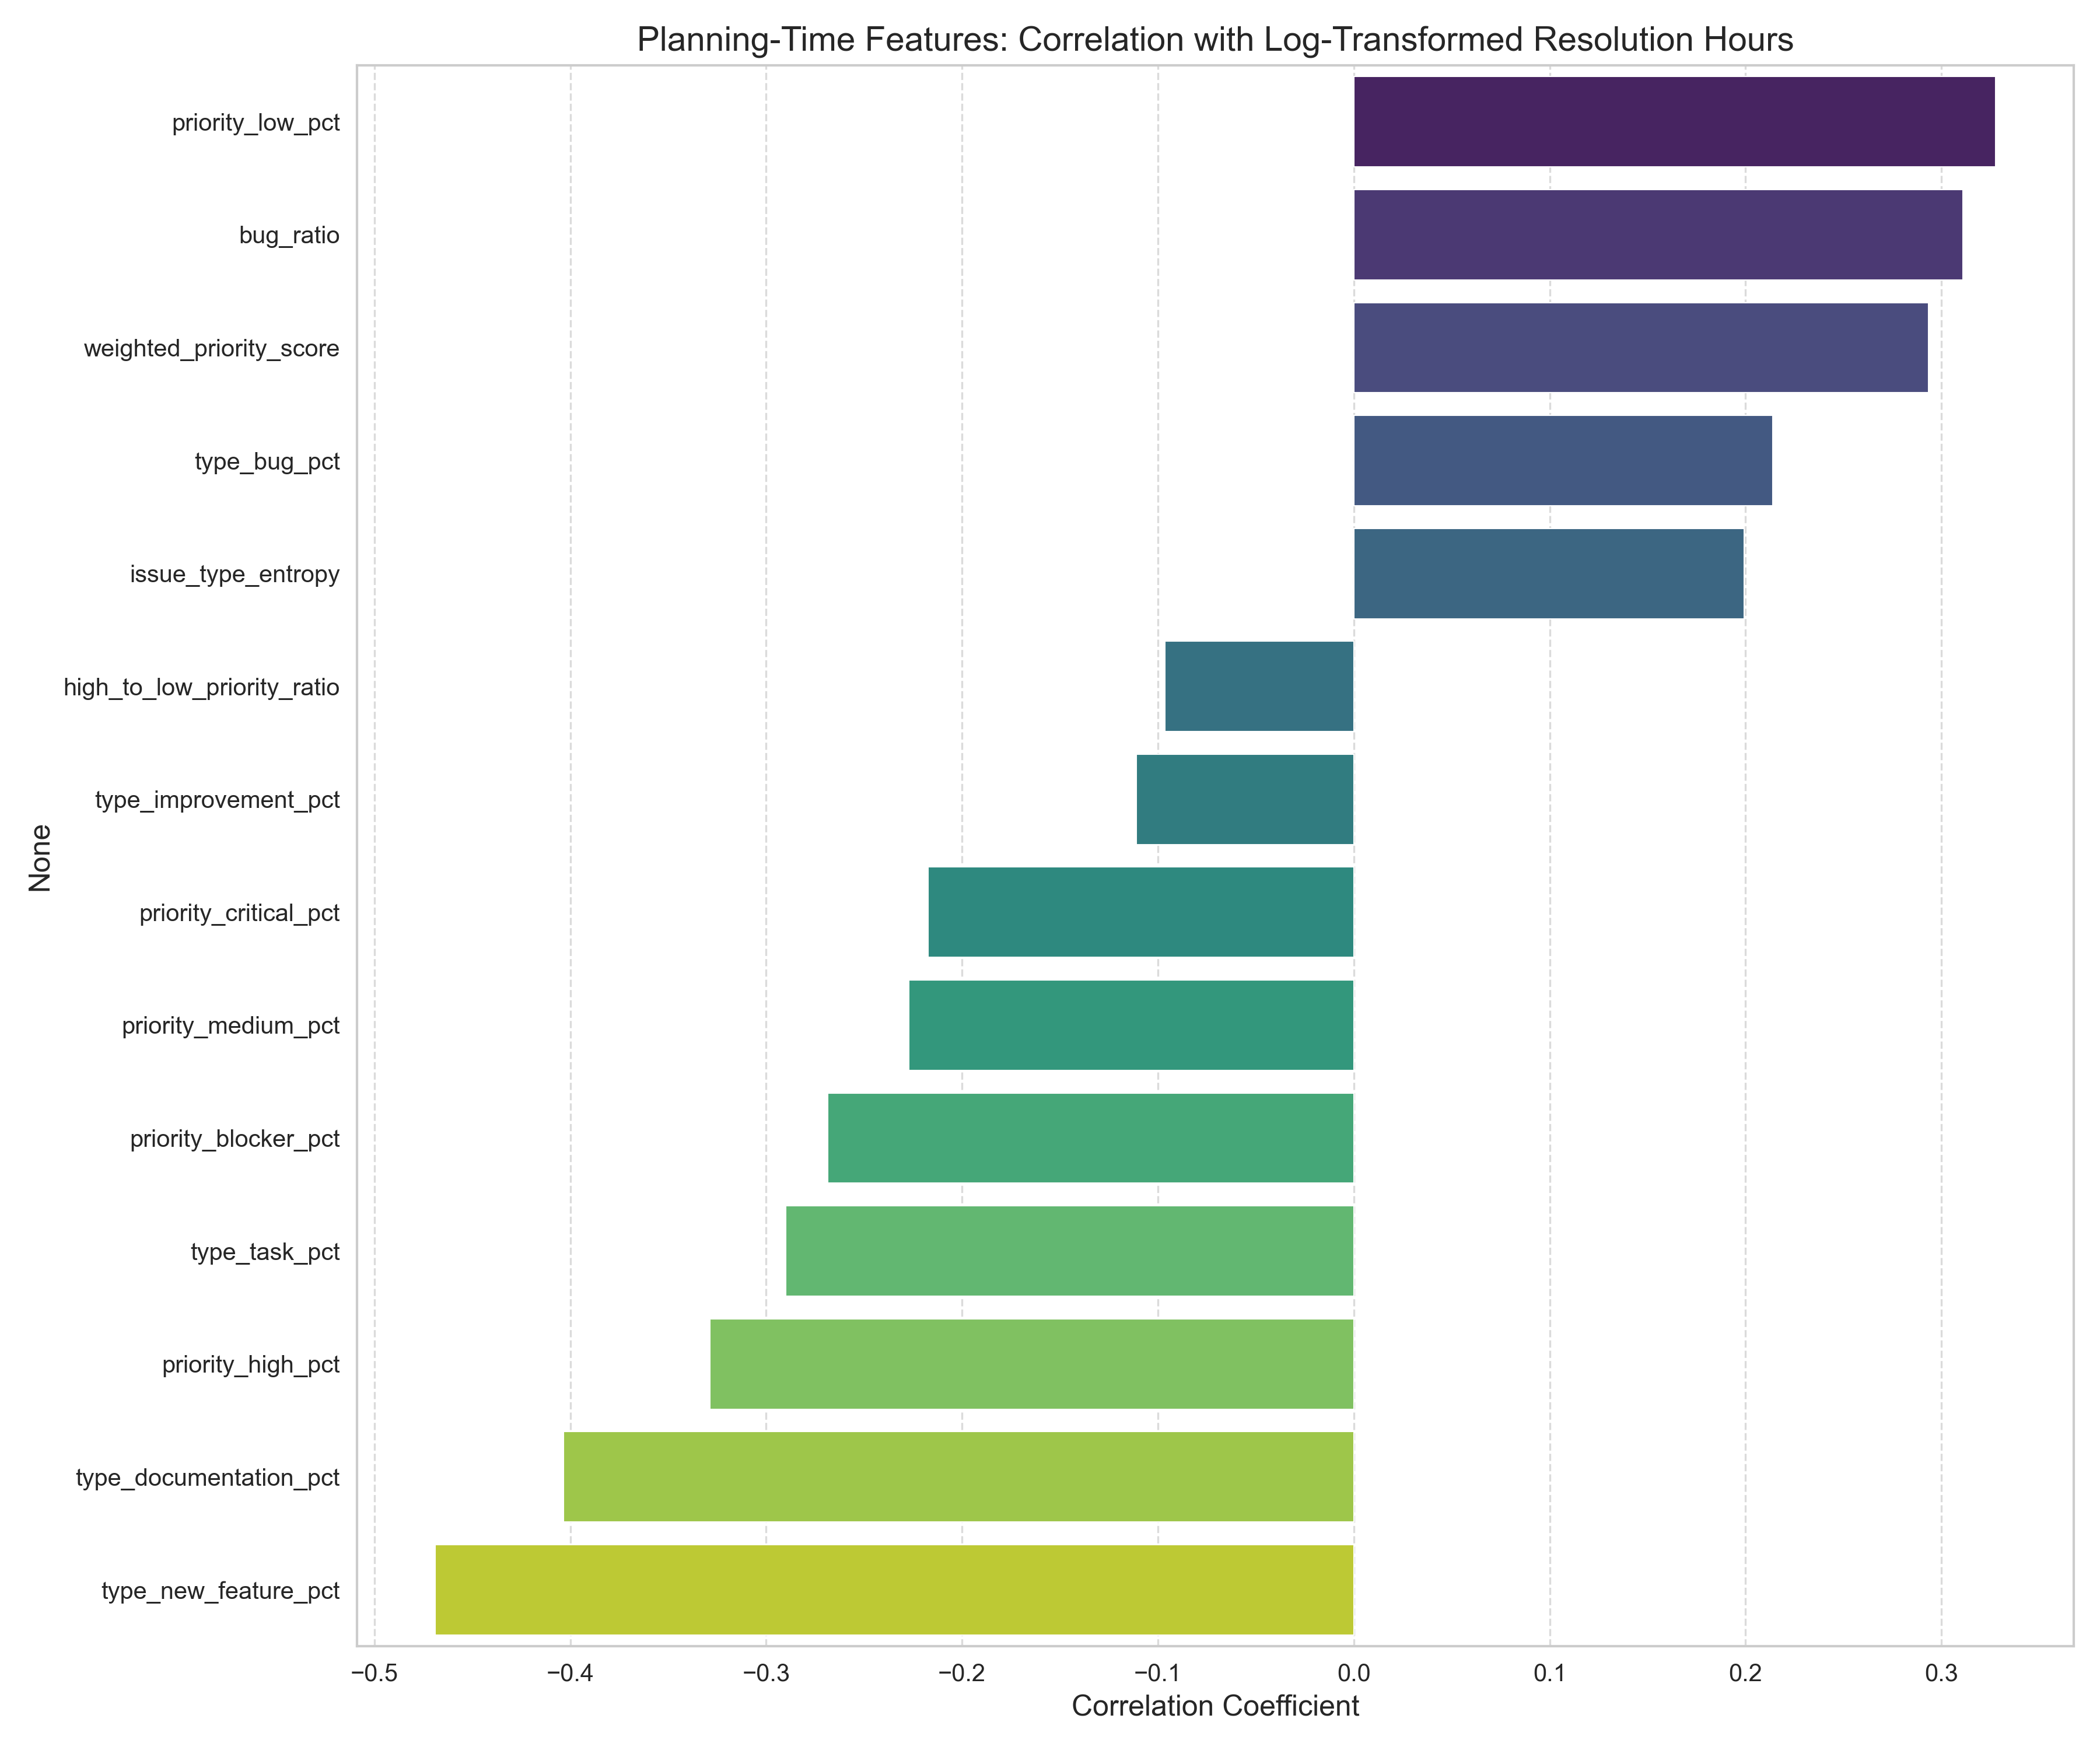 Planning-Time Features: Correlation with Log-Transformed Resolution Hours
priority_low_pct
bug_ratio
weighted_priority_score
type_bug_pct
issue_type_entropy
high_to_low_priority_ratio
type_improvement_pct
priority_critical_pct
priority_medium_pct
priority_blocker_pct
type_task_pct
priority_high_pct
type_documentation_pct
type_new_feature_pct
None
−0.5 −0.4 −0.3 −0.2 −0.1 0.0 0.1 0.2 0.3
Correlation Coefficient